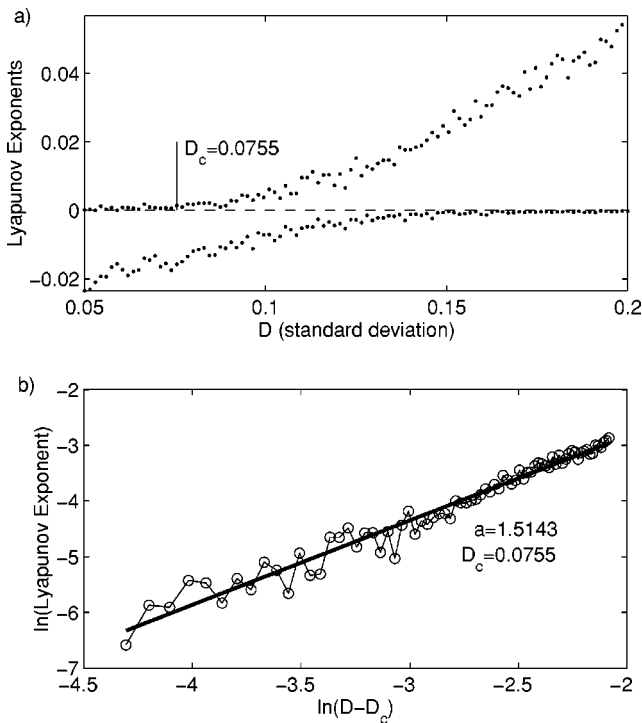 a)
Lyapunov Exponents
0.04
0.02
0
−0.02
D_c=0.0755
0.05
0.1
0.15
0.2
D (standard deviation)
b)
ln(Lyapunov Exponent)
−2
−3
−4
−5
−6
−7
a=1.5143
D_c=0.0755
−4.5
−4
−3.5
−3
−2.5
−2
ln(D−D_c)